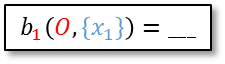 b₁(O,{x₁}) = __